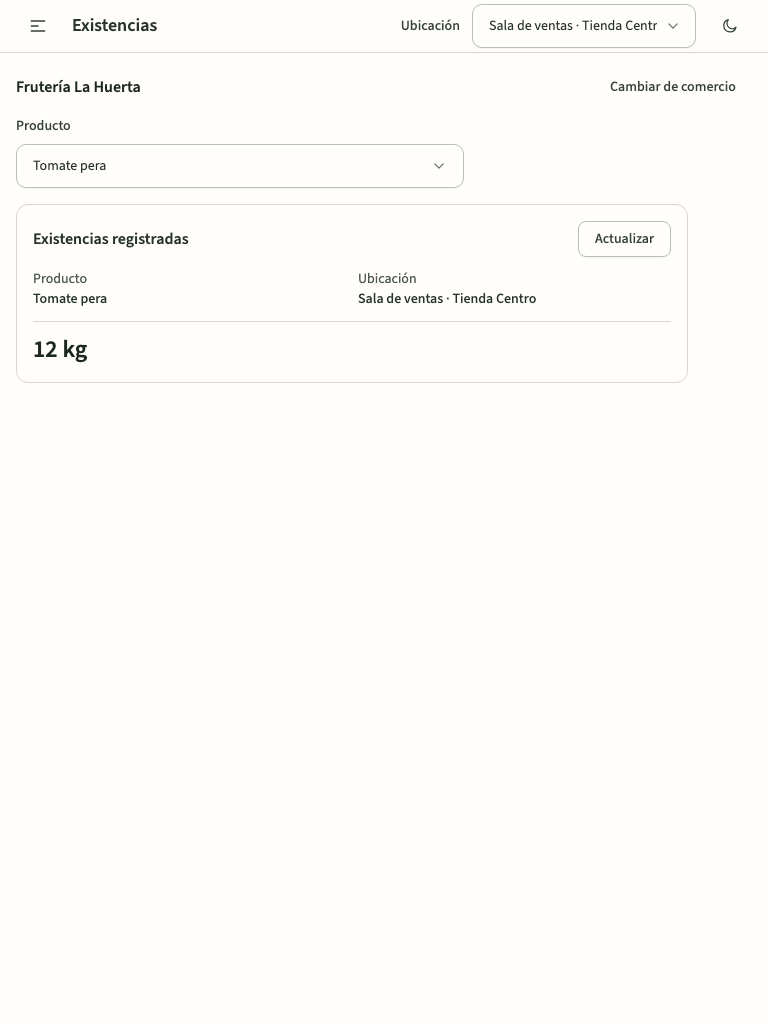 Existencias
Ubicación
Sala de ventas · Tienda Centr
Frutería La Huerta
Cambiar de comercio
Producto
Tomate pera
Existencias registradas
Actualizar
Producto
Ubicación
Tomate pera
Sala de ventas · Tienda Centro
12 kg